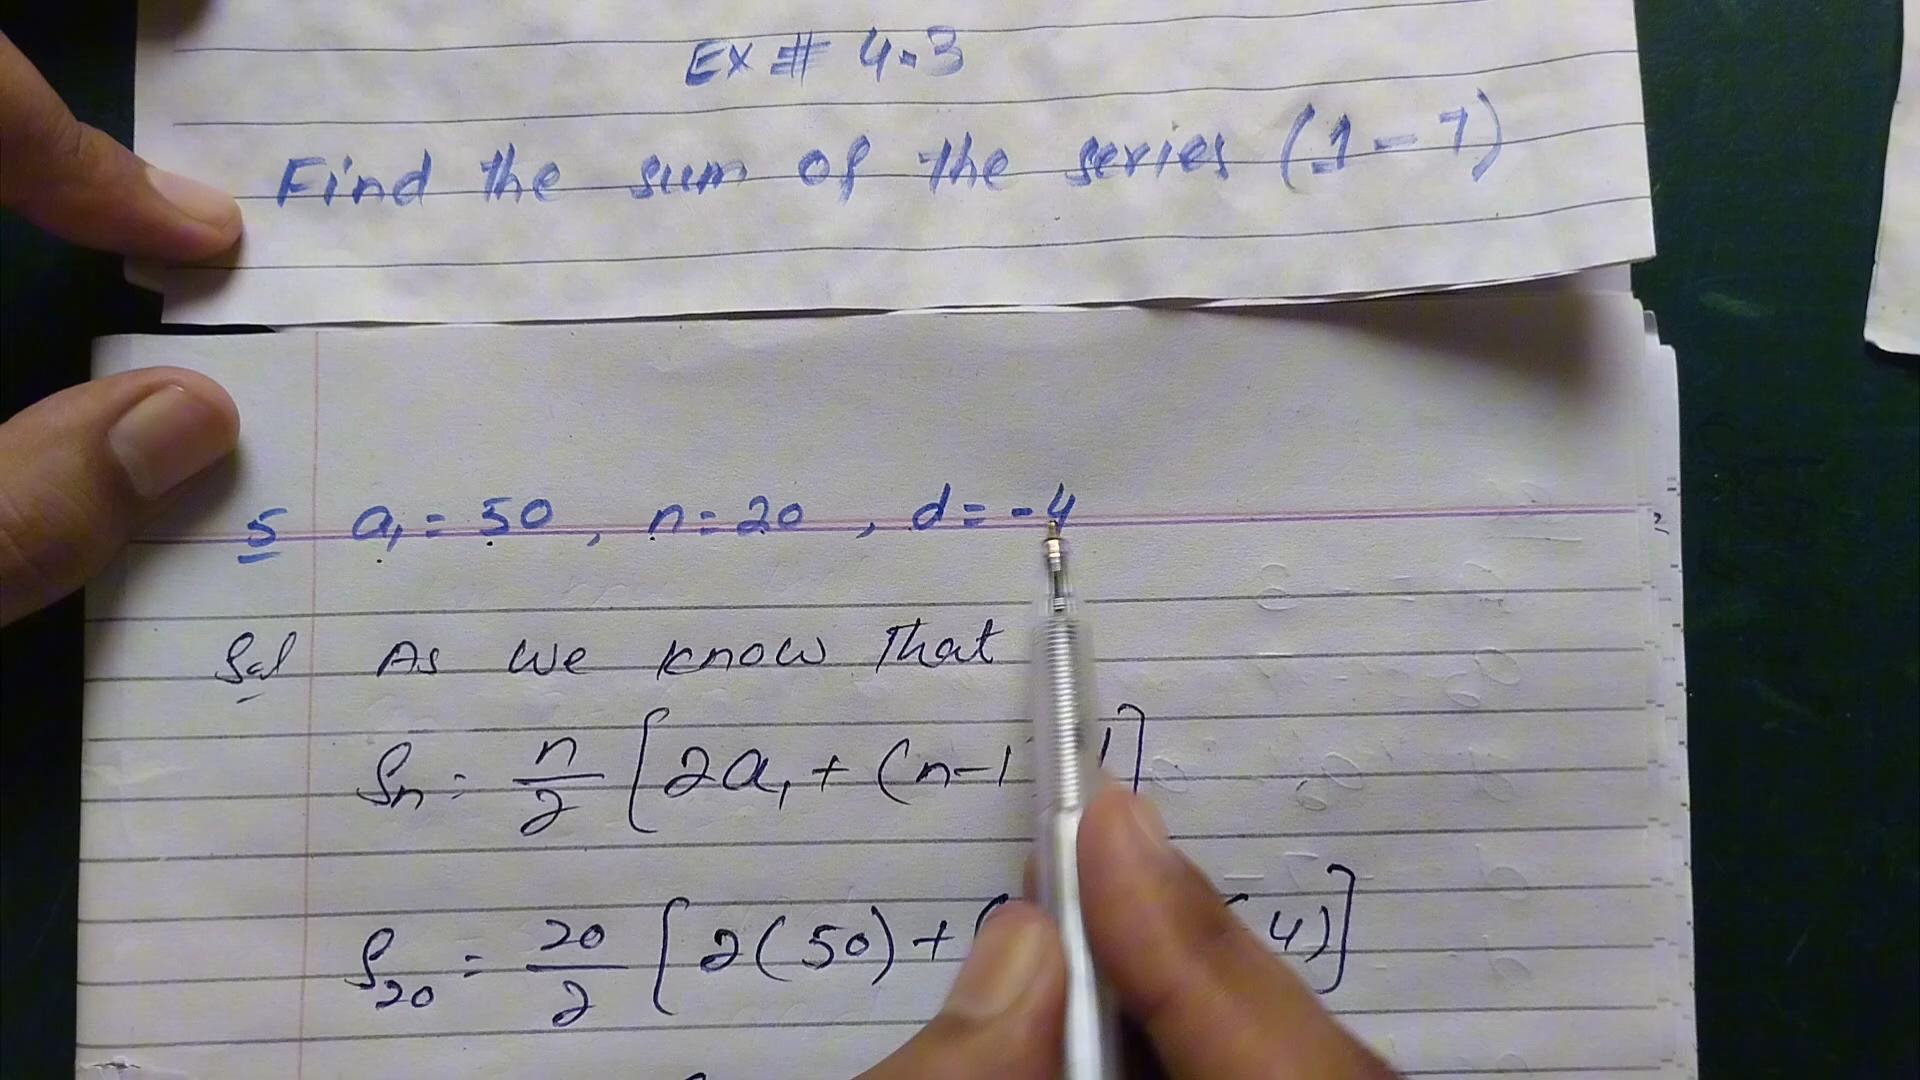 Ex # 4.3
Find the sum of the series (1-7)
5 a₁ = 50, n=20, d=-4
Sol As we know That
Sn = n/2 [2a₁ + (n-1
S20 = 20/2 [2(50) + ( 4)]